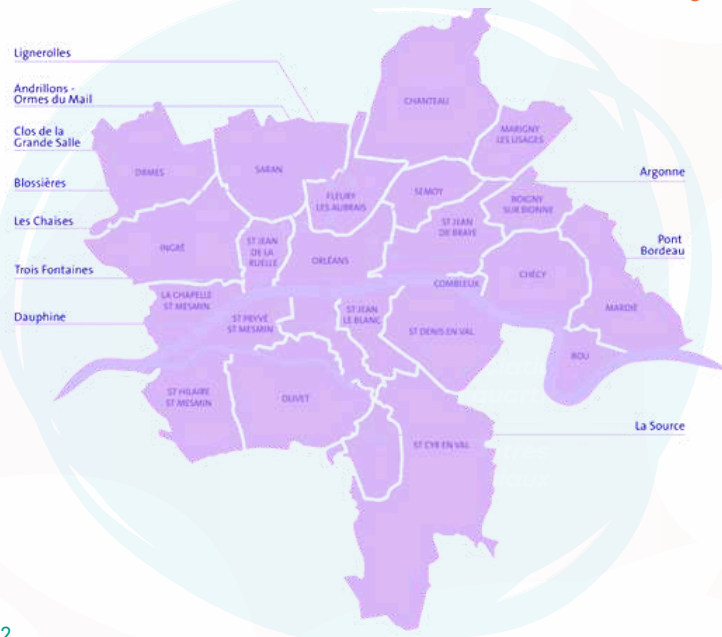 Lignerolles
Andrillons -
Ormes du Mail
Clos de la
Grande Salle
Blossières
Les Chaises
Trois Fontaines
Dauphine
CHANTEAU
MARIGNY
LES USAGES
ORMES
SARAN
FLEURY
LES AUBRAIS
SEMOY
BOIGNY
SUR BIONNE
Argonne
INGRÉ
ST JEAN
DE LA
RUELLE
ORLÉANS
ST JEAN
DE BRAIE
Pont
Bordeau
CHÉCY
COMBLEUX
MARDIÉ
LA CHAPELLE
ST MESMIN
ST PRYVÉ
ST MESMIN
ST JEAN
LE BLANC
ST DENIS EN VAL
BOU
ST HILAIRE
ST MESMIN
OLIVET
ST CYR EN VAL
La Source
2